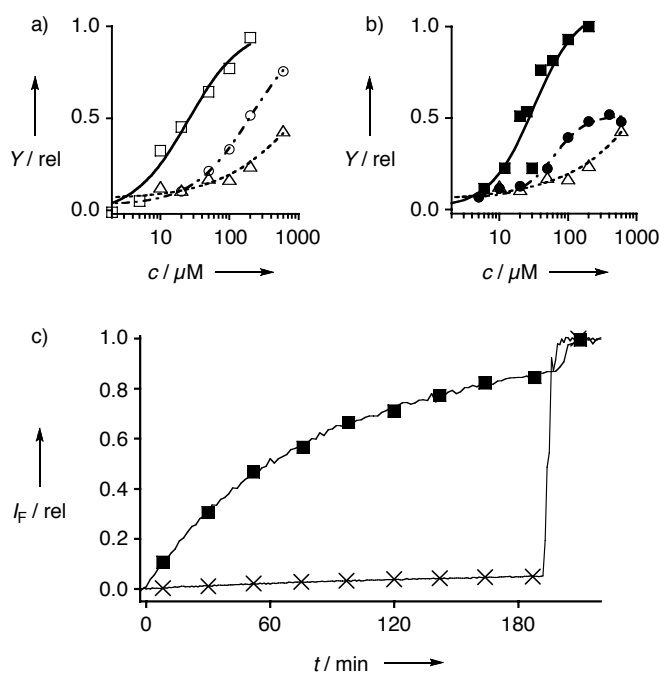 a) b)
1.0 1.0
0.5 0.5
Y / rel Y / rel
0.0 0.0
10 100 1000 10 100 1000
c / µM c / µM
c)
1.0
0.8
0.6
0.4
I_F / rel
0.2
0.0
0 60 120 180
t / min